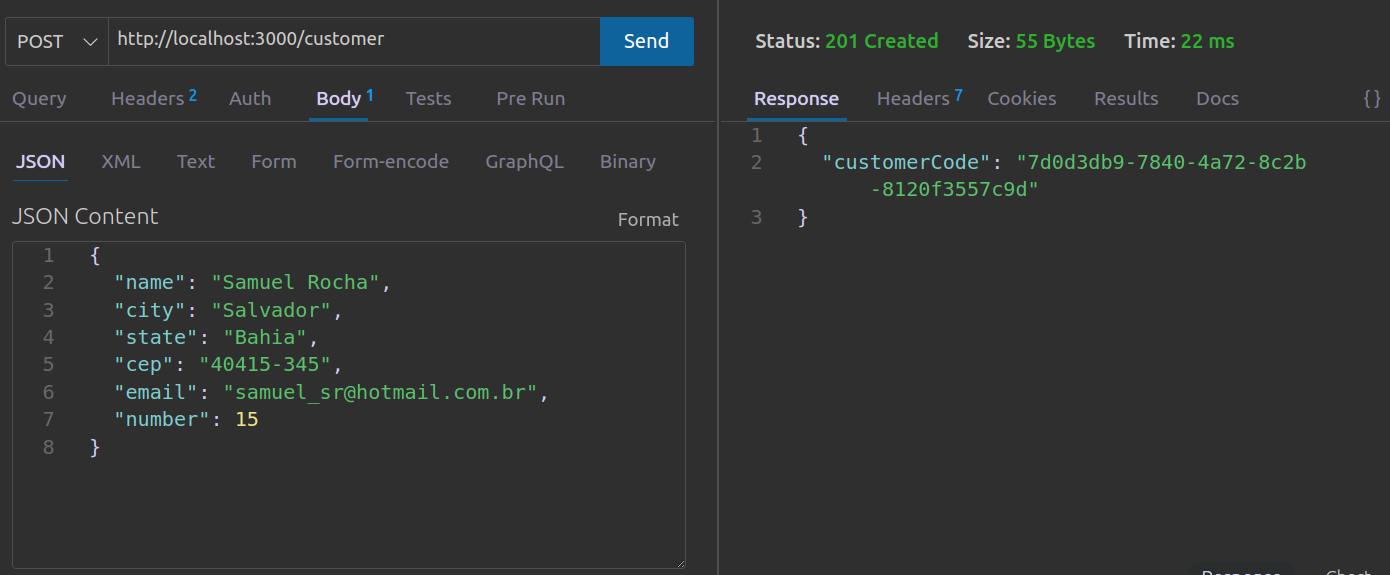 POST http://localhost:3000/customer Send
Query Headers 2 Auth Body 1 Tests Pre Run
JSON XML Text Form Form-encode GraphQL Binary
JSON Content
Format
1 {
2 "name": "Samuel Rocha",
3 "city": "Salvador",
4 "state": "Bahia",
5 "cep": "40415-345",
6 "email": "samuel_sr@hotmail.com.br",
7 "number": 15
8 }
Status: 201 Created Size: 55 Bytes Time: 22 ms
Response Headers 7 Cookies Results Docs {}
1 {
2 "customerCode": "7d0d3db9-7840-4a72-8c2b
-8120f3557c9d"
3 }
Response